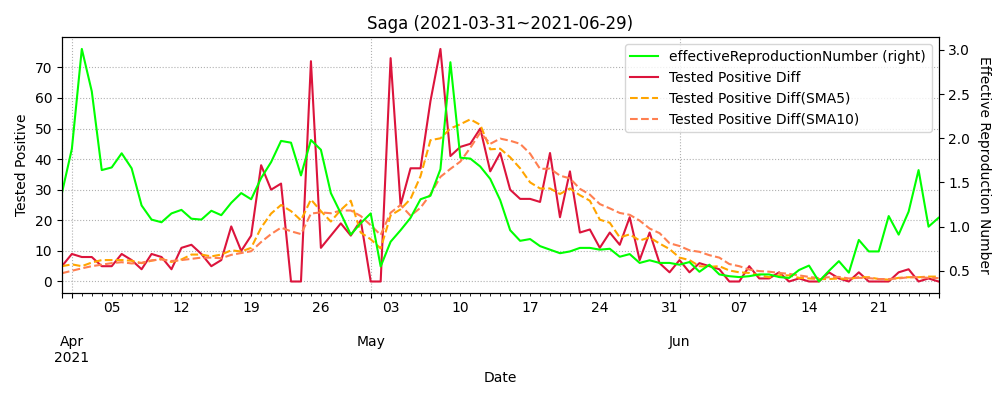 Saga (2021-03-31~2021-06-29)
effectiveReproductionNumber (right)
Tested Positive Diff
Tested Positive Diff(SMA5)
Tested Positive Diff(SMA10)
Tested Positive
70
60
50
40
30
20
10
0
3.0
2.5
2.0
1.5
1.0
0.5
Effective Reproduction Number
05 12 19 26 03 10 17 24 31 07 14 21
Apr May Jun
2021
Date